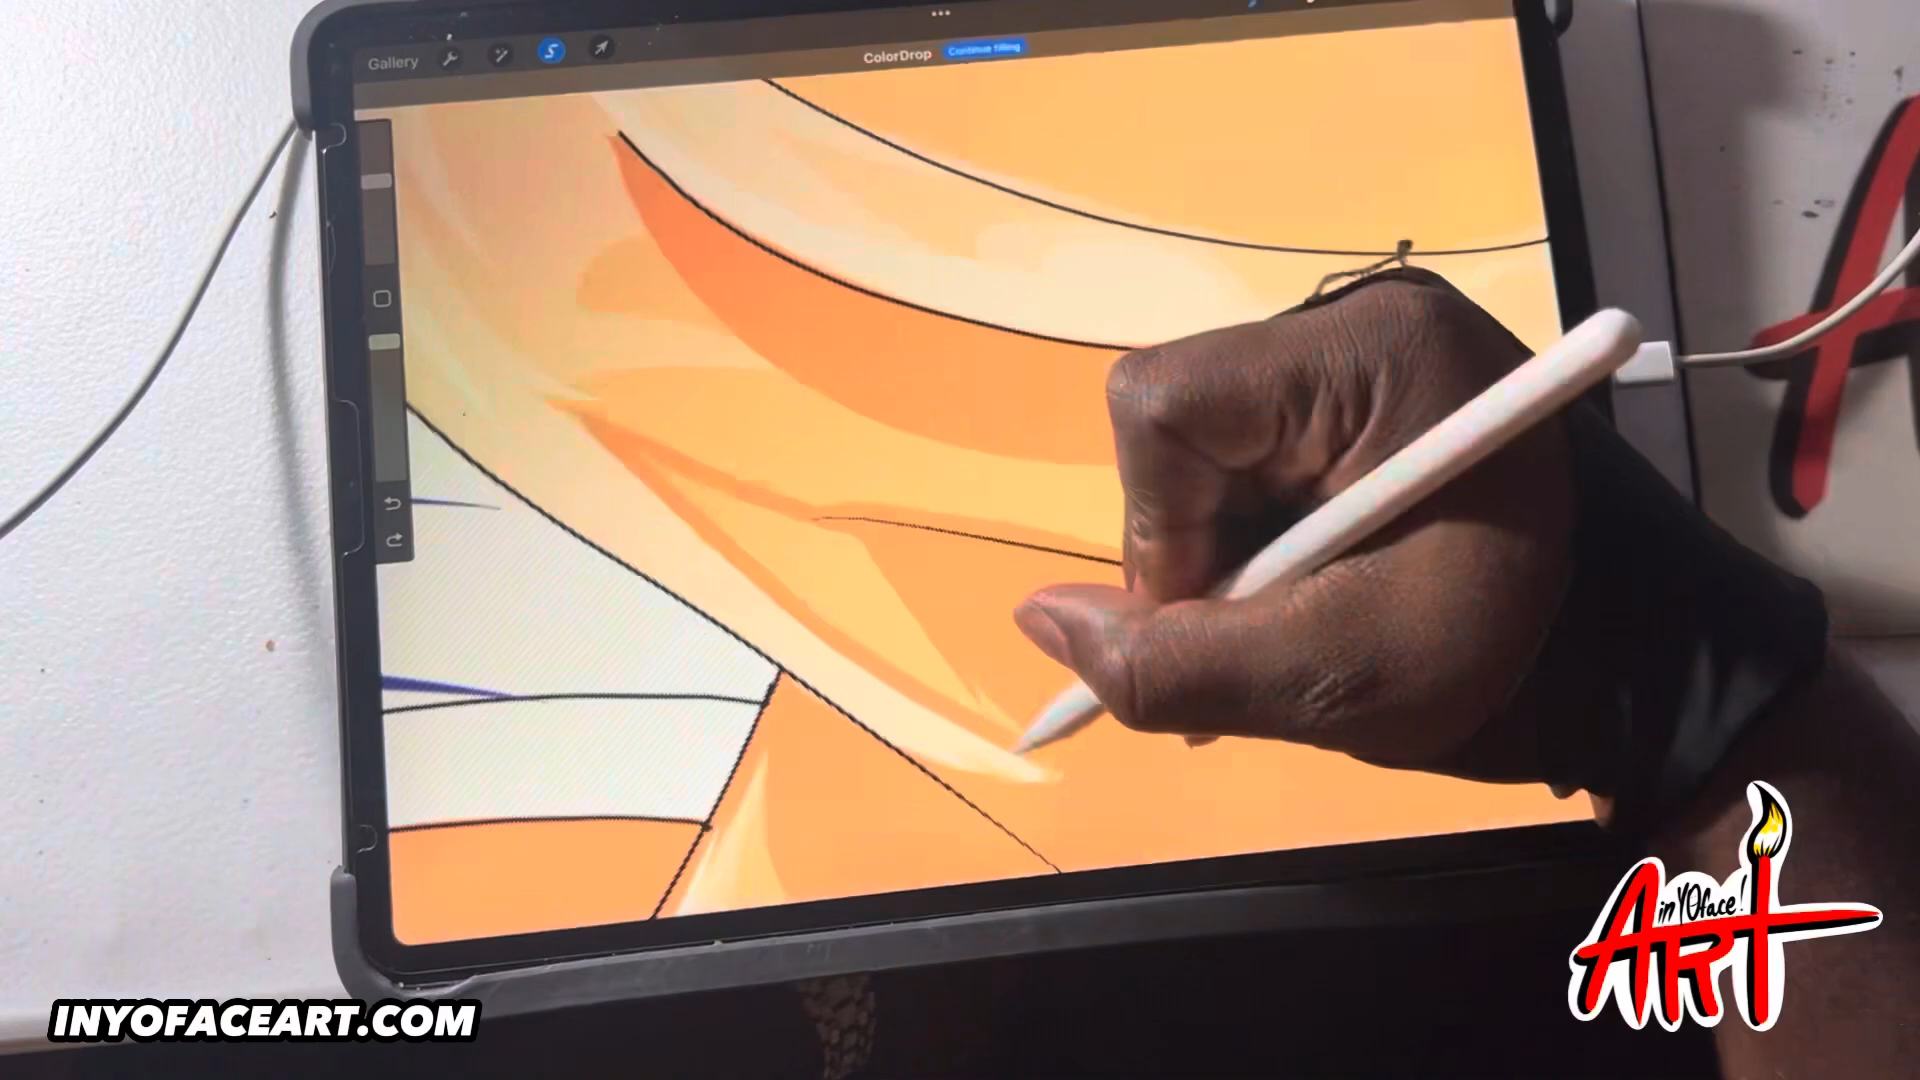 Gallery
ColorDrop Continue filling
in YOface!
ART
INYOFACEART.COM